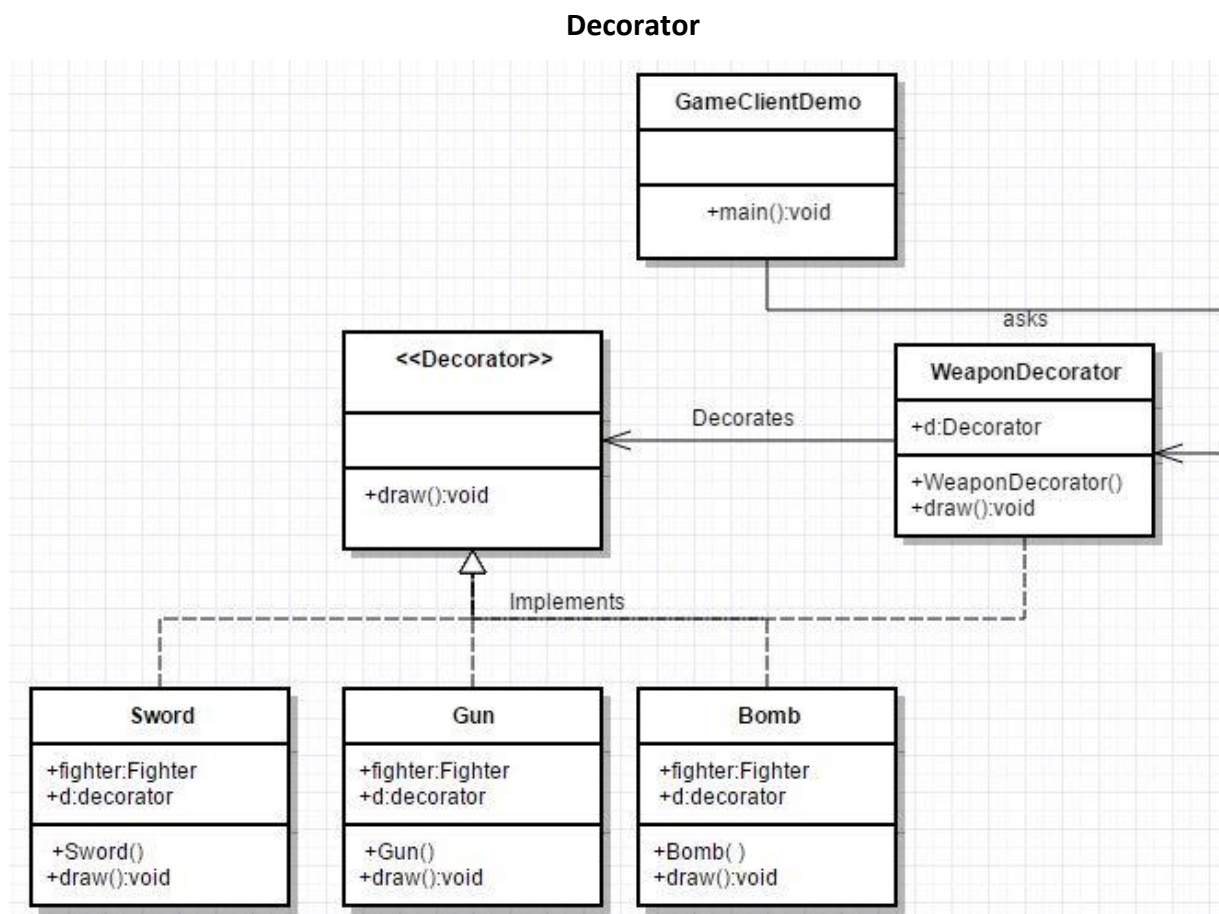 Decorator
GameClientDemo
+main():void
asks
<<Decorator>>
+draw():void
Decorates
WeaponDecorator
+d:Decorator
+WeaponDecorator()
+draw():void
Implements
Sword
+fighter:Fighter
+d:decorator
+Sword()
+draw():void
Gun
+fighter:Fighter
+d:decorator
+Gun()
+draw():void
Bomb
+fighter:Fighter
+d:decorator
+Bomb( )
+draw():void